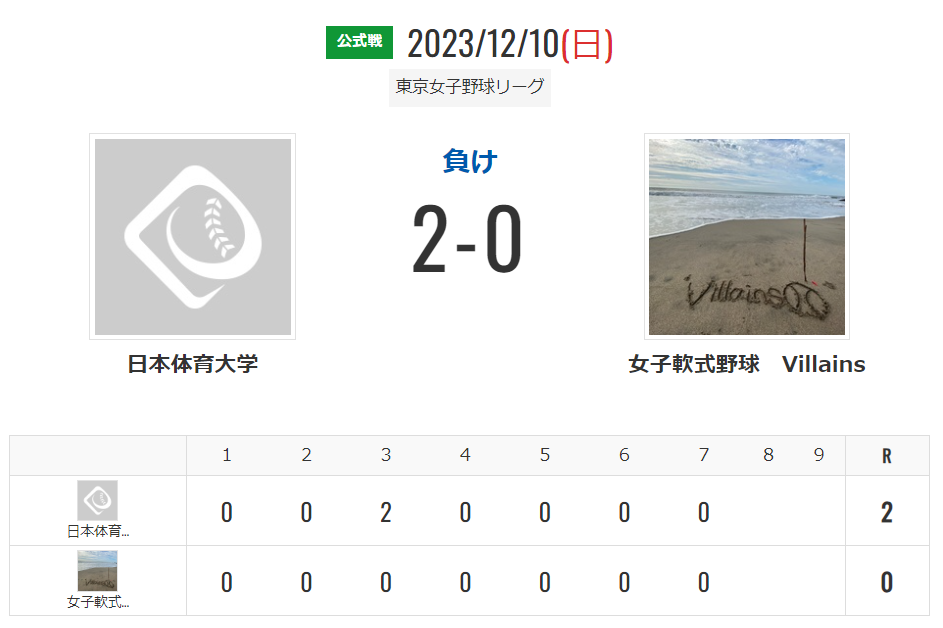 公式戦 2023/12/10(日)
東京女子野球リーグ
負け
2-0
Villains
日本体育大学
女子軟式野球　Villains
1 2 3 4 5 6 7 8 9 R
日本体育… 0 0 2 0 0 0 0 2
女子軟式… 0 0 0 0 0 0 0 0